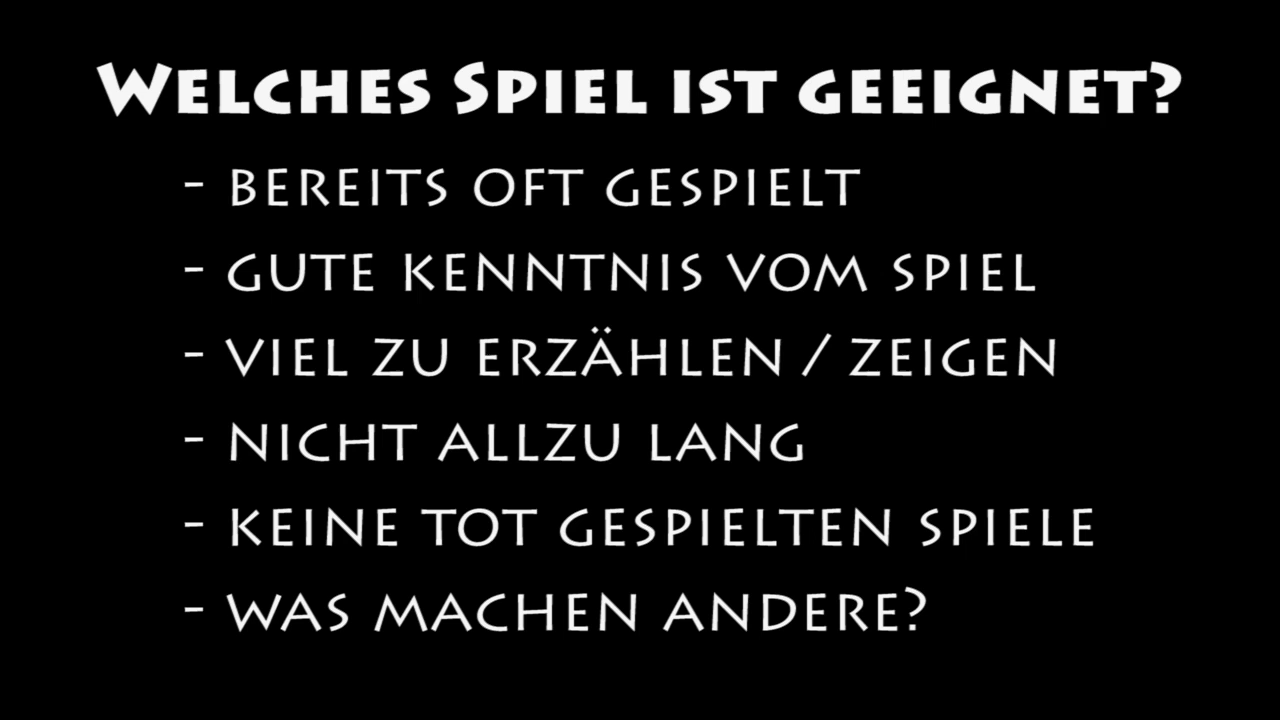 Welches Spiel ist geeignet?
- bereits oft gespielt
- gute Kenntnis vom Spiel
- viel zu erzählen / zeigen
- nicht allzu lang
- keine tot gespielten Spiele
- was machen andere?